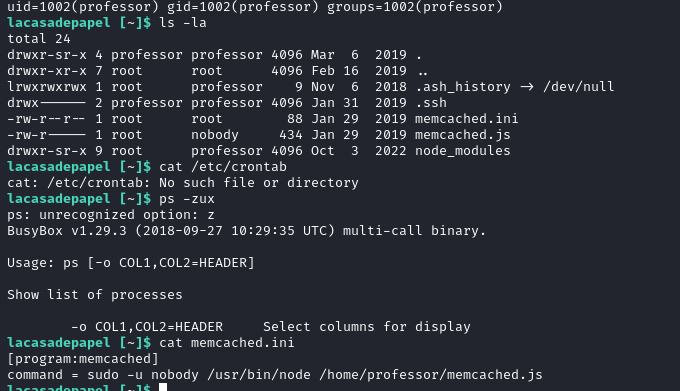 uid=1002(professor) gid=1002(professor) groups=1002(professor)
lacasadepapel [~]$ ls -la
total 24
drwxr-sr-x 4 professor professor 4096 Mar  6  2019 .
drwxr-xr-x 7 root      root      4096 Feb 16  2019 ..
lrwxrwxrwx 1 root      professor    9 Nov  6  2018 .ash_history -> /dev/null
drwx------ 2 professor professor 4096 Jan 31  2019 .ssh
-rw-r--r-- 1 root      root        88 Jan 29  2019 memcached.ini
-rw-r----- 1 root      nobody     434 Jan 29  2019 memcached.js
drwxr-sr-x 9 root      professor 4096 Oct  3  2022 node_modules
lacasadepapel [~]$ cat /etc/crontab
cat: /etc/crontab: No such file or directory
lacasadepapel [~]$ ps -zux
ps: unrecognized option: z
BusyBox v1.29.3 (2018-09-27 10:29:35 UTC) multi-call binary.
Usage: ps [-o COL1,COL2=HEADER]
Show list of processes
        -o COL1,COL2=HEADER     Select columns for display
lacasadepapel [~]$ cat memcached.ini
[program:memcached]
command = sudo -u nobody /usr/bin/node /home/professor/memcached.js
lacasadepapel [~]$